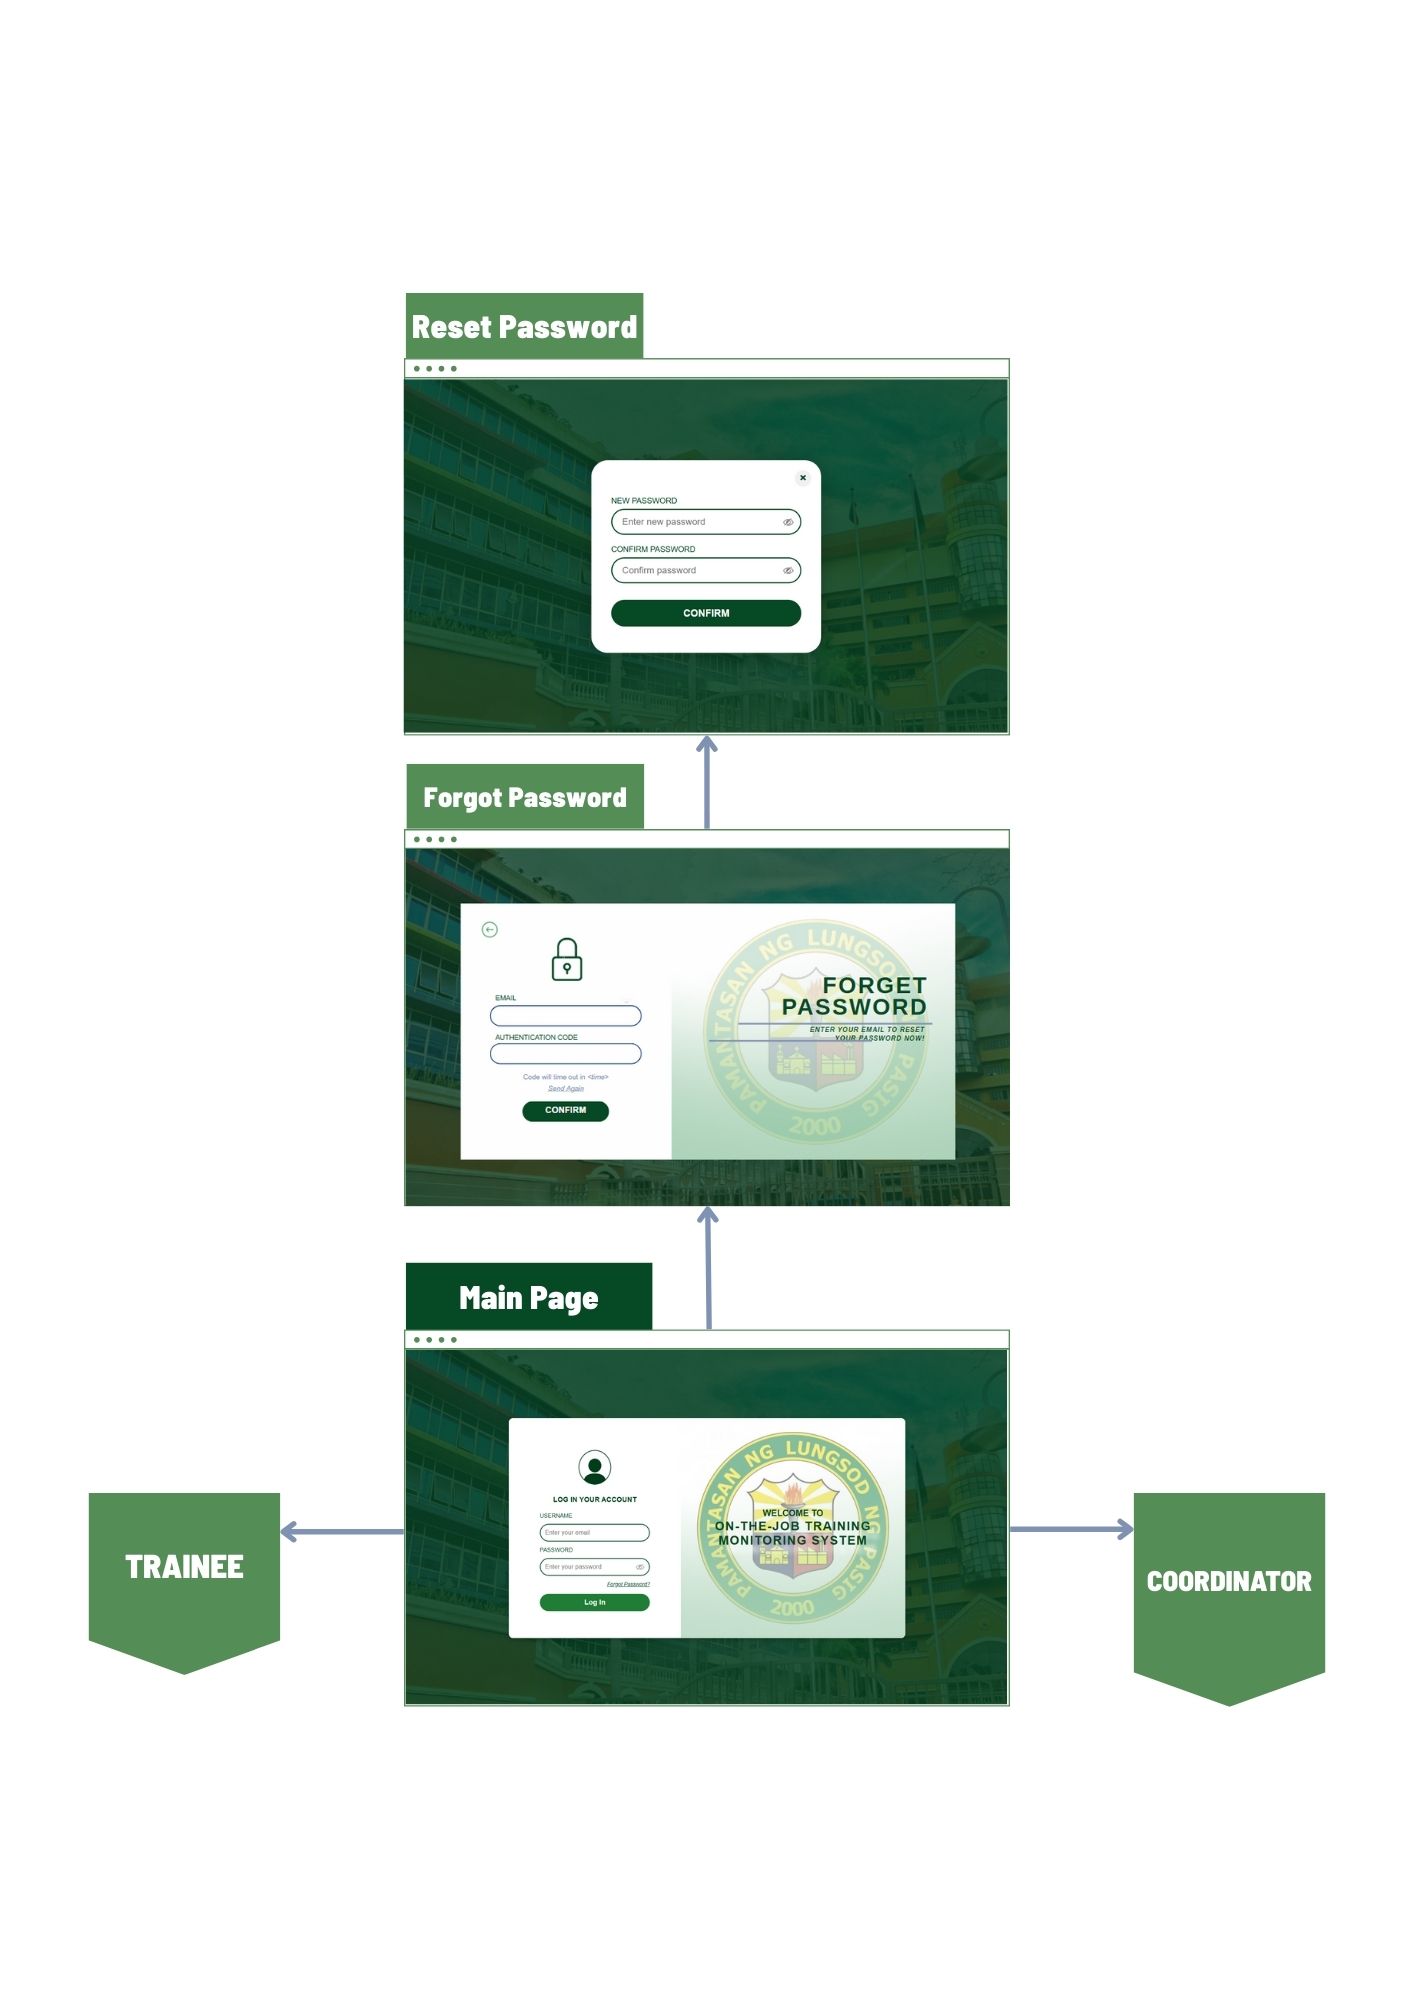 Reset Password
NEW PASSWORD
Enter new password
CONFIRM PASSWORD
Confirm password
CONFIRM
Forgot Password
EMAIL
AUTHENTICATION CODE
Code will time out in <time>
Send Again
CONFIRM
PAMANTASAN NG LUNGSOD NG PASIG
2000
FORGET
PASSWORD
ENTER YOUR EMAIL TO RESET
YOUR PASSWORD NOW!
Main Page
LOG IN YOUR ACCOUNT
USERNAME
Enter your email
PASSWORD
Enter your password
Forgot Password?
Log In
PAMANTASAN NG LUNGSOD NG PASIG
2000
WELCOME TO
ON-THE-JOB TRAINING
MONITORING SYSTEM
TRAINEE
COORDINATOR